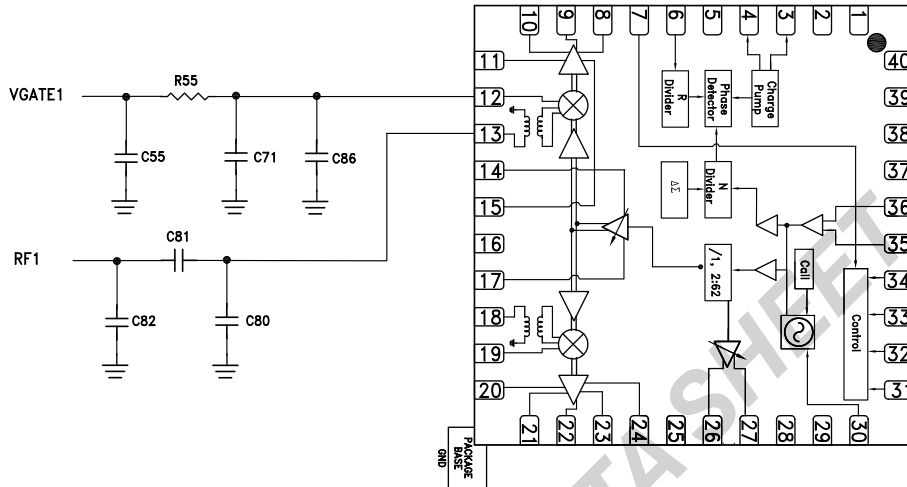 10
9
8
7
6
5
4
3
2
1
11
12
13
14
15
16
17
18
19
20
VGATE1
R55
C55
C71
C86
RF1
C81
C82
C80
R
Divider
Phase
Detector
Charge
Pump
ΔΣ
N
Divider
/1, 2:62
Call
Control
40
39
38
37
36
35
34
33
32
31
21
22
23
24
25
26
27
28
29
30
PACKAGE
BASE
GND
TA SHEET